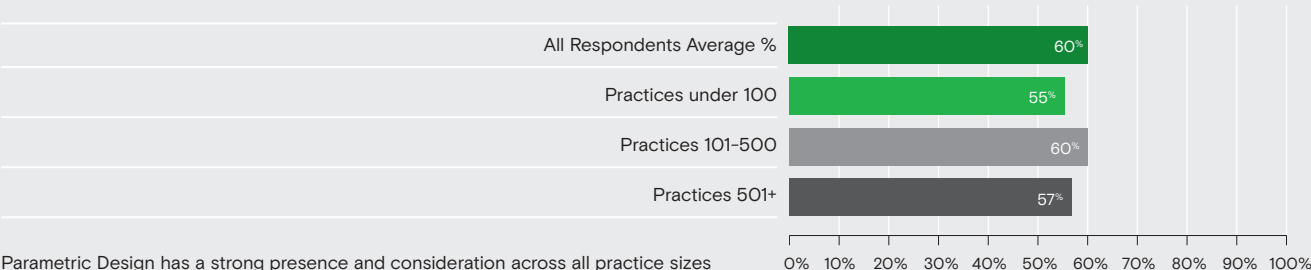 All Respondents Average % 60%
Practices under 100 55%
Practices 101-500 60%
Practices 501+ 57%
0% 10% 20% 30% 40% 50% 60% 70% 80% 90% 100%
Parametric Design has a strong presence and consideration across all practice sizes